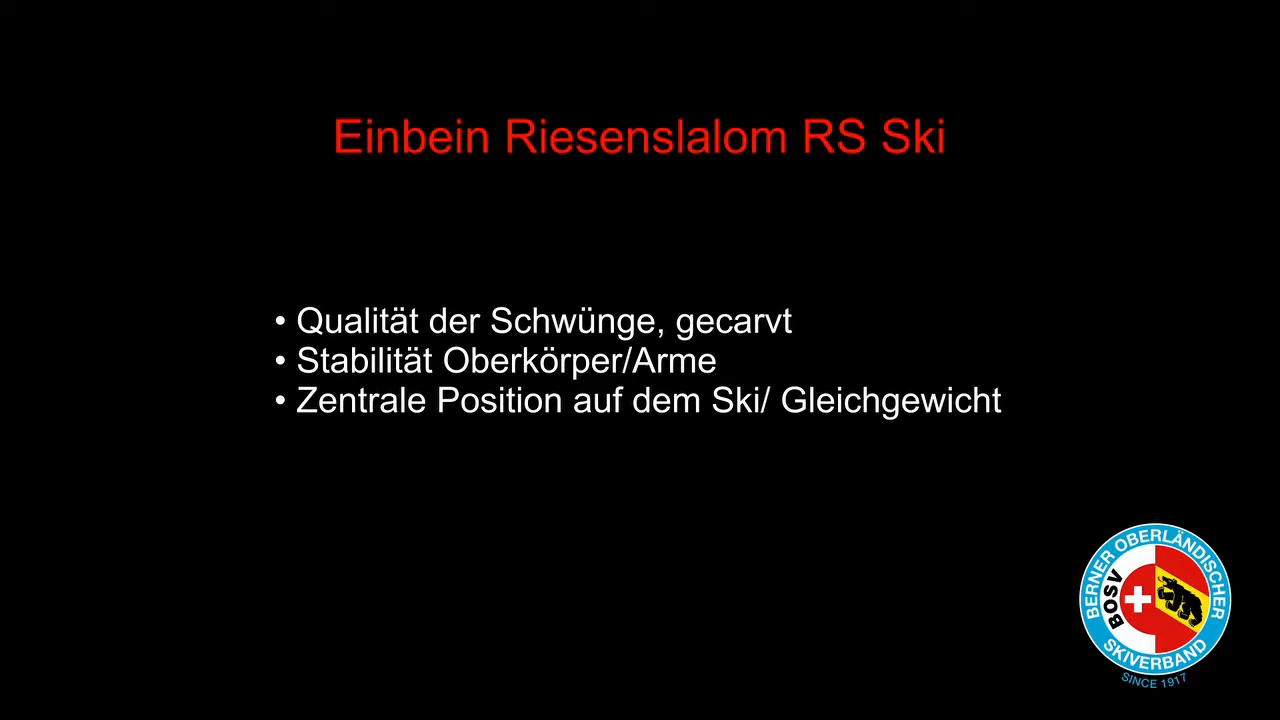 Einbein Riesenslalom RS Ski
• Qualität der Schwünge, gecarvt
• Stabilität Oberkörper/Arme
• Zentrale Position auf dem Ski/ Gleichgewicht
BERNER OBERLÄNDISCHER
BOSV
SKIVERBAND
SINCE 1917